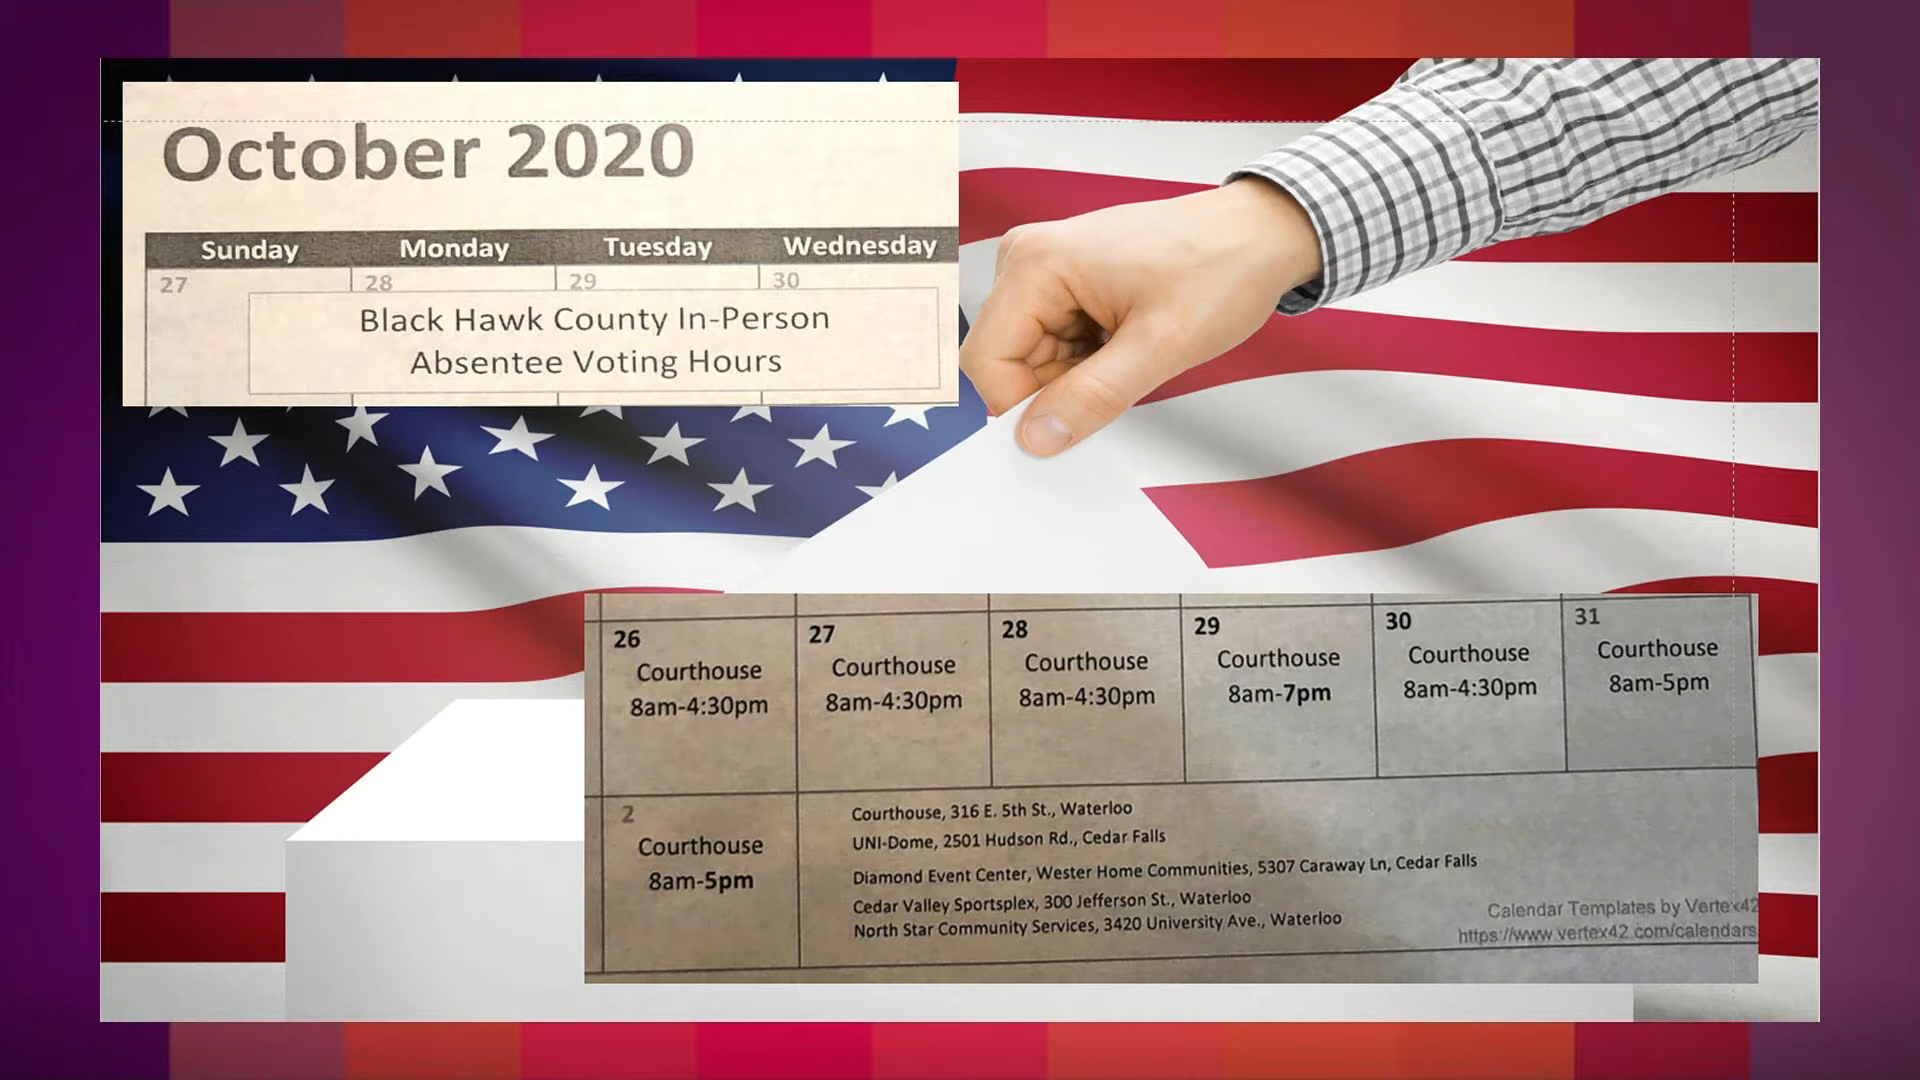 October 2020
Sunday Monday Tuesday Wednesday
27 28 29 30
Black Hawk County In-Person
Absentee Voting Hours
26 27 28 29 30 31
Courthouse Courthouse Courthouse Courthouse Courthouse Courthouse
8am-4:30pm 8am-4:30pm 8am-4:30pm 8am-7pm 8am-4:30pm 8am-5pm
2
Courthouse
8am-5pm
Courthouse, 316 E. 5th St., Waterloo
UNI-Dome, 2501 Hudson Rd., Cedar Falls
Diamond Event Center, Wester Home Communities, 5307 Caraway Ln, Cedar Falls
Cedar Valley Sportsplex, 300 Jefferson St., Waterloo
North Star Community Services, 3420 University Ave., Waterloo
Calendar Templates by Vertex42
https://www.vertex42.com/calendars